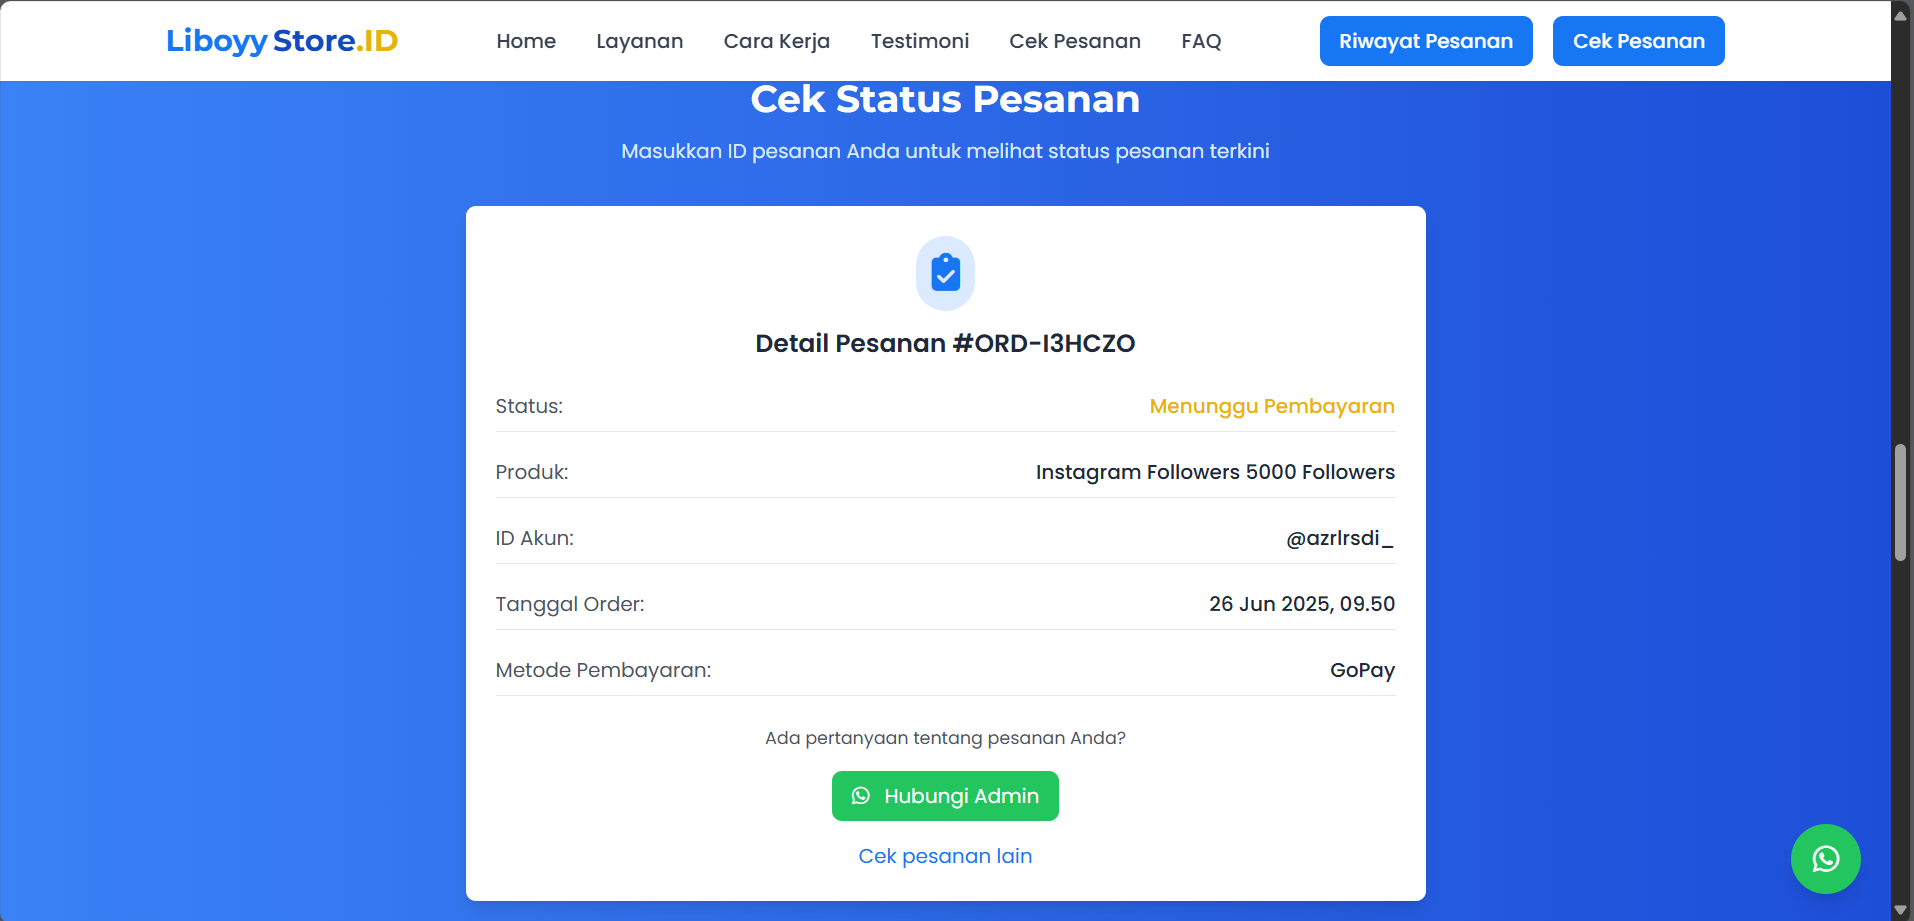 Liboyy Store.ID
Home Layanan Cara Kerja Testimoni Cek Pesanan FAQ Riwayat Pesanan Cek Pesanan
Cek Status Pesanan
Masukkan ID pesanan Anda untuk melihat status pesanan terkini
Detail Pesanan #ORD-I3HCZO
Status: Menunggu Pembayaran
Produk: Instagram Followers 5000 Followers
ID Akun: @azrlrsdi_
Tanggal Order: 26 Jun 2025, 09.50
Metode Pembayaran: GoPay
Ada pertanyaan tentang pesanan Anda?
Hubungi Admin
Cek pesanan lain